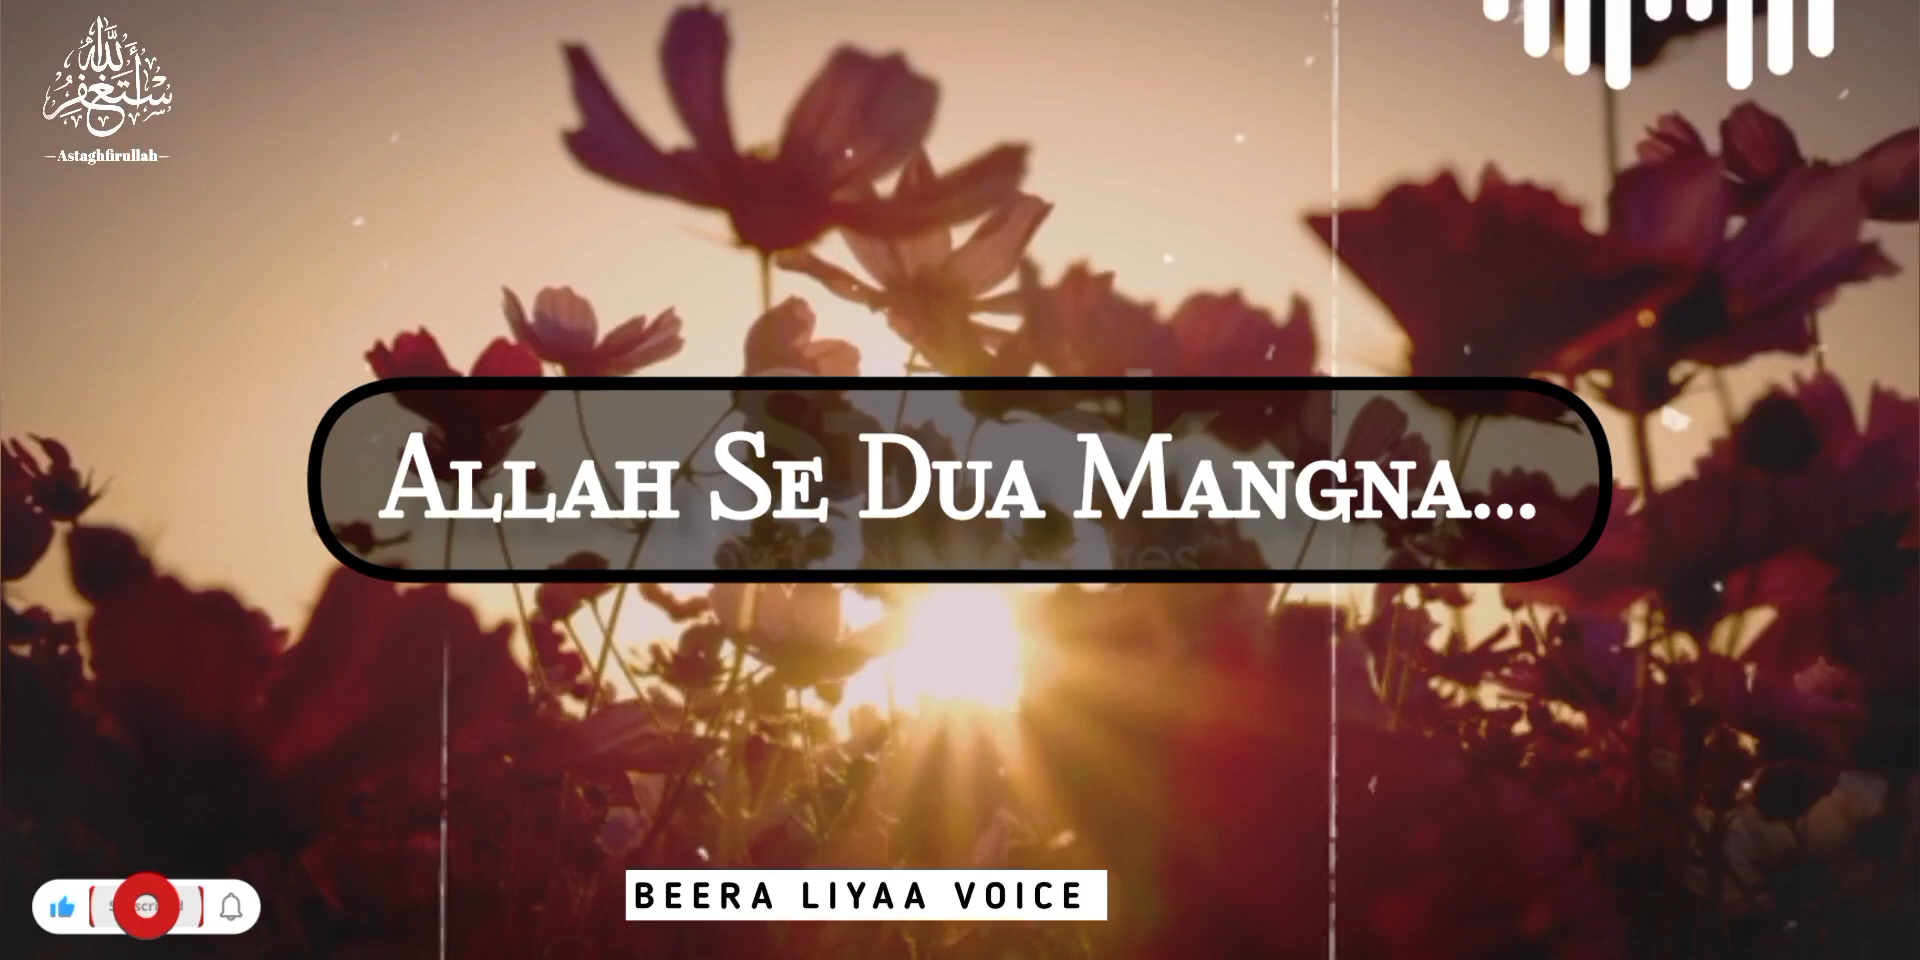 أستغفر الله
—Astaghfirullah—
Allah Se Dua Mangna...
BEERA LIYAA VOICE